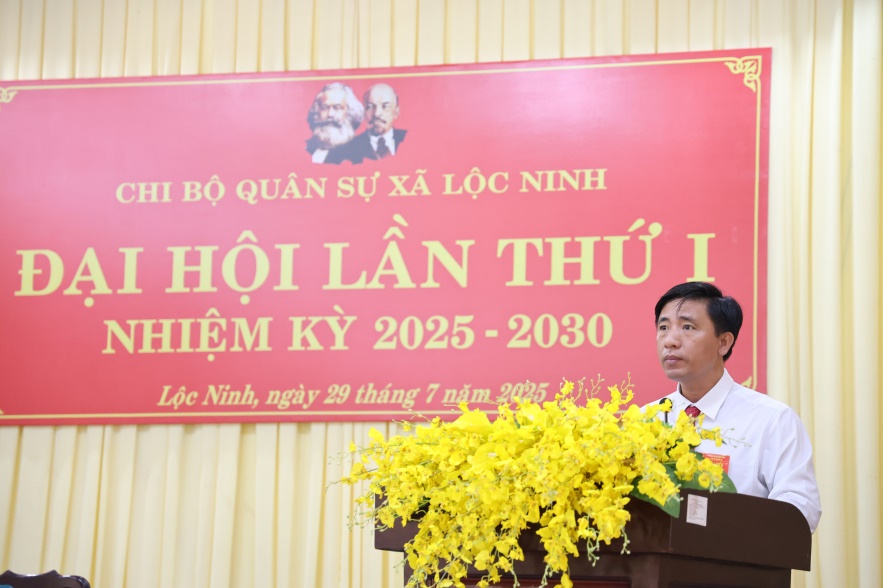 CHI BỘ QUÂN SỰ XÃ LỘC NINH
ĐẠI HỘI LẦN THỨ I
NHIỆM KỲ 2025 - 2030
Lộc Ninh, ngày 29 tháng 7 năm 2025